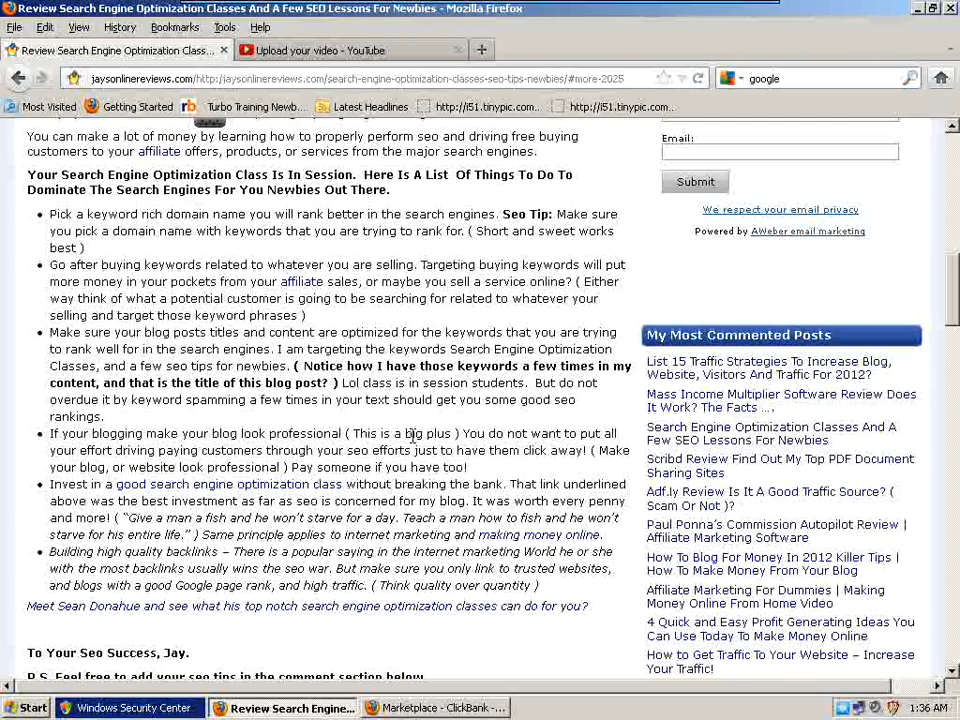 Review Search Engine Optimization Classes And A Few SEO Lessons For Newbies - Mozilla Firefox
File Edit View History Bookmarks Tools Help
Review Search Engine Optimization Class... Upload your video - YouTube
jaysonlinereviews.com/http:/jaysonlinereviews.com/search-engine-optimization-classes-seo-tips-newbies/#more-2025
google
Most Visited Getting Started Turbo Training Newb... Latest Headlines http://i51.tinypic.com... http://i51.tinypic.com...
You can make a lot of money by learning how to properly perform seo and driving free buying
customers to your affiliate offers, products, or services from the major search engines.
Your Search Engine Optimization Class Is In Session. Here Is A List Of Things To Do To
Dominate The Search Engines For You Newbies Out There.
Pick a keyword rich domain name you will rank better in the search engines. Seo Tip: Make sure
you pick a domain name with keywords that you are trying to rank for. ( Short and sweet works
best )
Go after buying keywords related to whatever you are selling. Targeting buying keywords will put
more money in your pockets from your affiliate sales, or maybe you sell a service online? ( Either
way think of what a potential customer is going to be searching for related to whatever your
selling and target those keyword phrases )
Make sure your blog posts titles and content are optimized for the keywords that you are trying
to rank well for in the search engines. I am targeting the keywords Search Engine Optimization
Classes, and a few seo tips for newbies. ( Notice how I have those keywords a few times in my
content, and that is the title of this blog post? ) Lol class is in session students. But do not
overdue it by keyword spamming a few times in your text should get you some good seo
rankings.
If your blogging make your blog look professional ( This is a big plus ) You do not want to put all
your effort driving paying customers through your seo efforts just to have them click away! ( Make
your blog, or website look professional ) Pay someone if you have too!
Invest in a good search engine optimization class without breaking the bank. That link underlined
above was the best investment as far as seo is concerned for my blog. It was worth every penny
and more! ( “Give a man a fish and he won’t starve for a day. Teach a man how to fish and he won’t
starve for his entire life.” ) Same principle applies to internet marketing and making money online.
Building high quality backlinks – There is a popular saying in the internet marketing World he or she
with the most backlinks usually wins the seo war. But make sure you only link to trusted websites,
and blogs with a good Google page rank, and high traffic. ( Think quality over quantity )
Meet Sean Donahue and see what his top notch search engine optimization classes can do for you?
To Your Seo Success, Jay.
P.S. Feel free to add your seo tips in the comment section below
Email:
Submit
We respect your email privacy
Powered by AWeber email marketing
My Most Commented Posts
List 15 Traffic Strategies To Increase Blog,
Website, Visitors And Traffic For 2012?
Mass Income Multiplier Software Review Does
It Work? The Facts ....
Search Engine Optimization Classes And A
Few SEO Lessons For Newbies
Scribd Review Find Out My Top PDF Document
Sharing Sites
Adf.ly Review Is It A Good Traffic Source? (
Scam Or Not )?
Paul Ponna’s Commission Autopilot Review |
Affiliate Marketing Software
How To Blog For Money In 2012 Killer Tips |
How To Make Money From Your Blog
Affiliate Marketing For Dummies | Making
Money Online From Home Video
4 Quick and Easy Profit Generating Ideas You
Can Use Today To Make Money Online
How to Get Traffic To Your Website – Increase
Your Traffic!
Start Windows Security Center Review Search Engine... Marketplace - ClickBank -... 1:36 AM